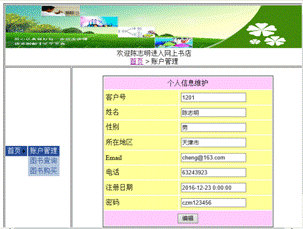 欢迎陈志明进入网上书店
首页 > 账户管理
首页 账户管理
图书查询
图书购买
个人信息维护
客户号 1201
姓名 陈志明
性别 男
所在地区 天津市
Email cheng@163.com
电话 63243923
注册日期 2016-12-23 0:00:00
密码 czm123456
编辑